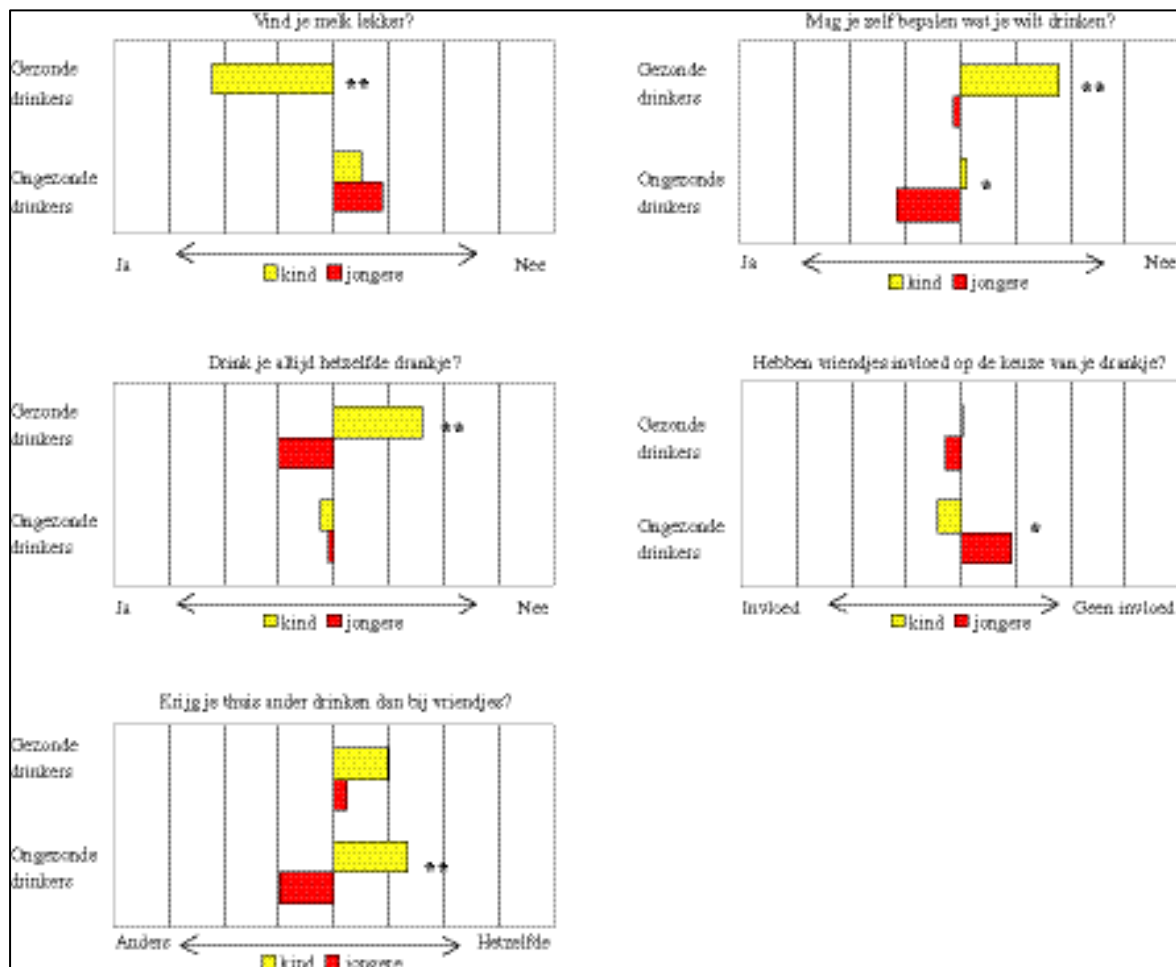 Vind je melk lekker?
Gezonde
drinkers
**
Ongezonde
drinkers
Ja
Nee
kind jongere
Mag je zelf bepalen wat je wilt drinken?
Gezonde
drinkers
**
Ongezonde
drinkers
*
Ja
Nee
kind jongere
Drink je altijd hetzelfde drankje?
Gezonde
drinkers
**
Ongezonde
drinkers
Ja
Nee
kind jongere
Hebben vriendjes invloed op de keuze van je drankje?
Gezonde
drinkers
Ongezonde
drinkers
*
Invloed
Geen invloed
kind jongere
Krijg je thuis ander drinken dan bij vriendjes?
Gezonde
drinkers
Ongezonde
drinkers
**
Anders
Hetzelfde
kind jongere